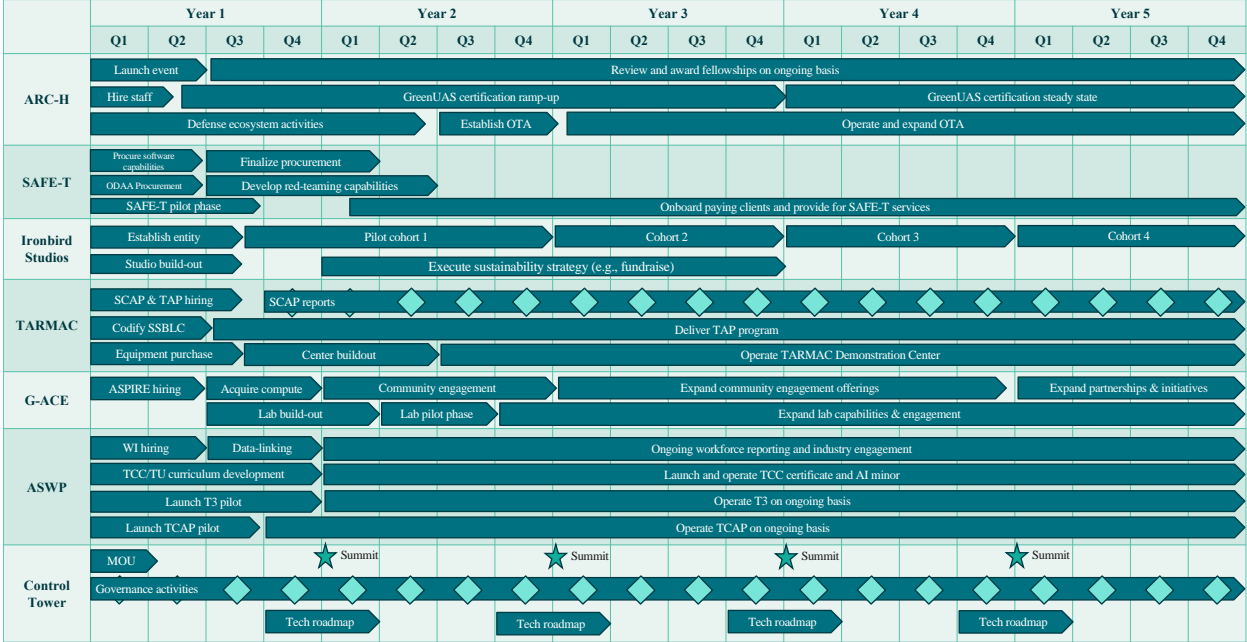 Year 1 Year 2 Year 3 Year 4 Year 5
Q1 Q2 Q3 Q4 Q1 Q2 Q3 Q4 Q1 Q2 Q3 Q4 Q1 Q2 Q3 Q4 Q1 Q2 Q3 Q4
ARC-H
Launch event Review and award fellowships on ongoing basis
Hire staff GreenUAS certification ramp-up GreenUAS certification steady state
Defense ecosystem activities Establish OTA Operate and expand OTA
SAFE-T
Procure software
capabilities
Finalize procurement
ODAA Procurement Develop red-teaming capabilities
SAFE-T pilot phase Onboard paying clients and provide for SAFE-T services
Ironbird
Studios
Establish entity Pilot cohort 1 Cohort 2 Cohort 3 Cohort 4
Studio build-out Execute sustainability strategy (e.g., fundraise)
TARMAC
SCAP & TAP hiring SCAP reports
Codify SSBLC Deliver TAP program
Equipment purchase Center buildout Operate TARMAC Demonstration Center
G-ACE
ASPIRE hiring Acquire compute Community engagement Expand community engagement offerings Expand partnerships & initiatives
Lab build-out Lab pilot phase Expand lab capabilities & engagement
ASWP
WI hiring Data-linking Ongoing workforce reporting and industry engagement
TCC/TU curriculum development Launch and operate TCC certificate and AI minor
Launch T3 pilot Operate T3 on ongoing basis
Launch TCAP pilot Operate TCAP on ongoing basis
Control
Tower
MOU Summit Summit Summit Summit
Governance activities
Tech roadmap Tech roadmap Tech roadmap Tech roadmap